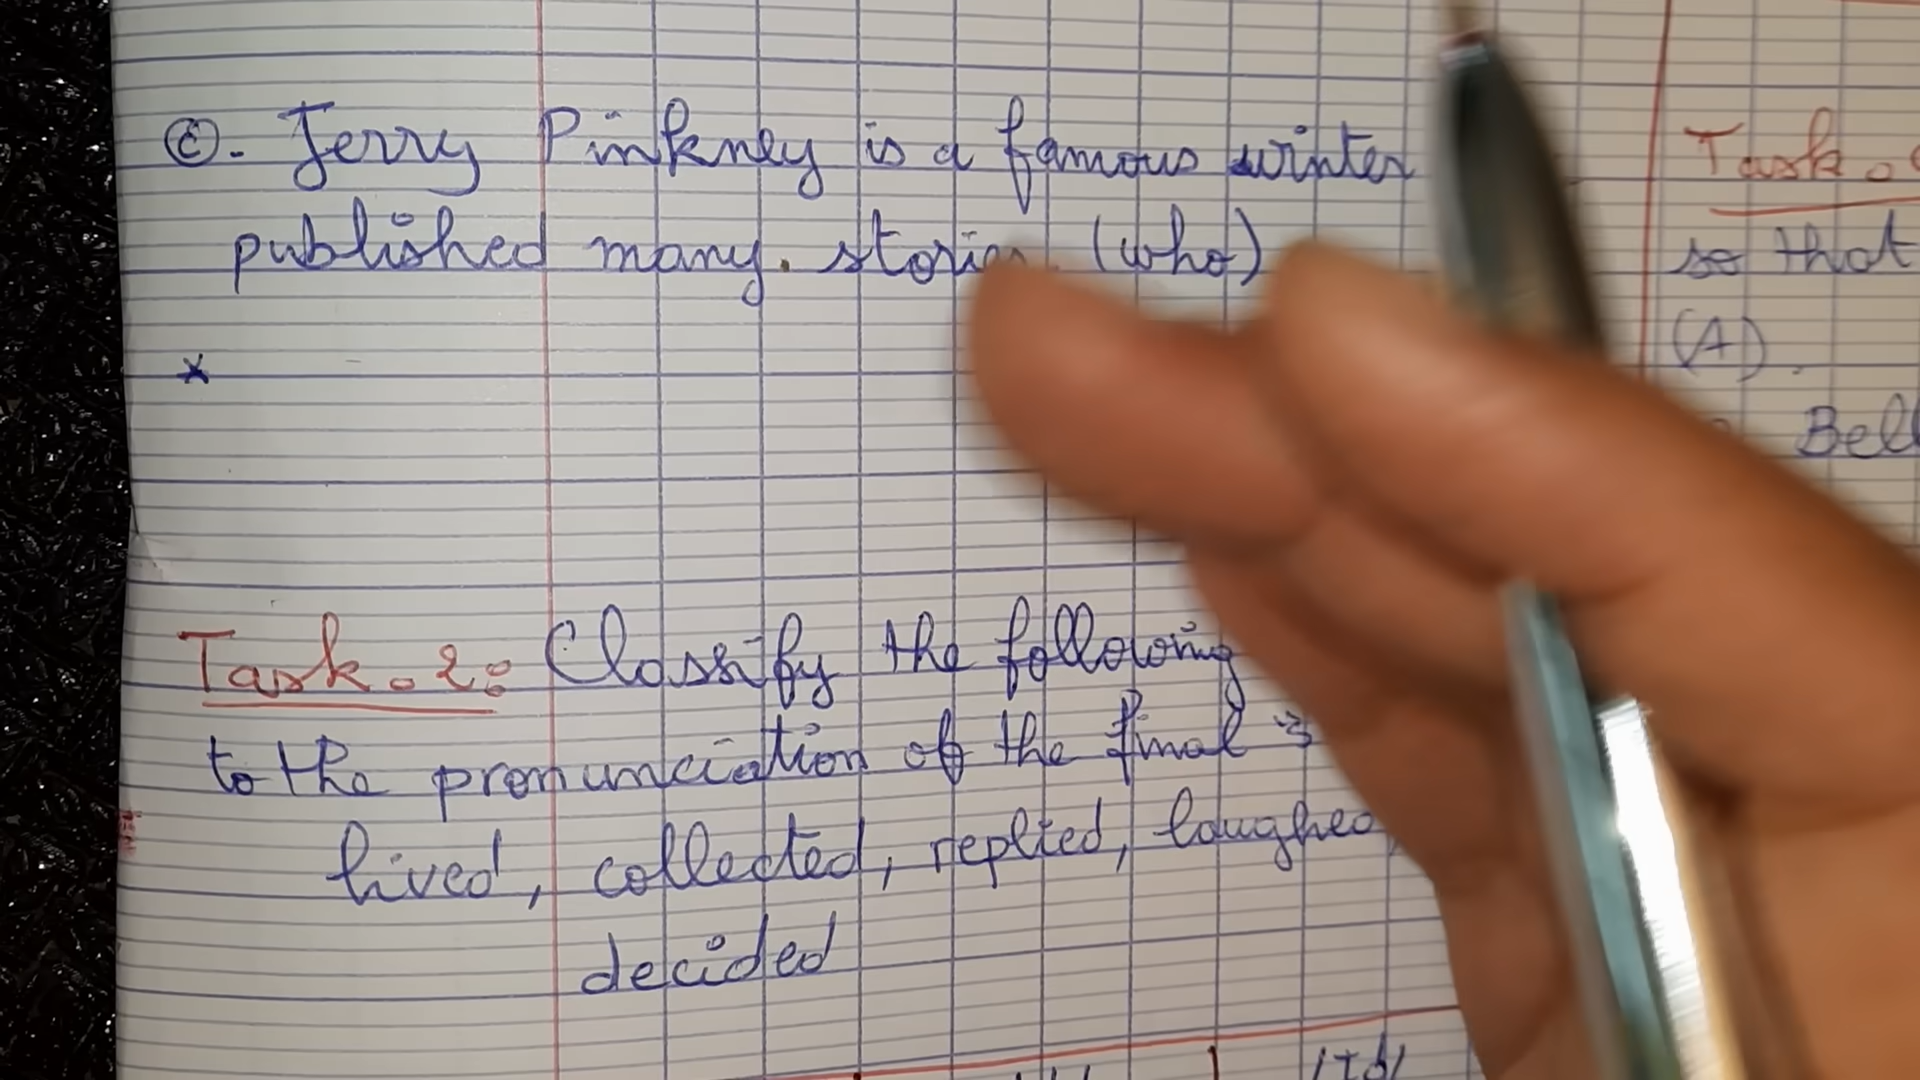 ©. Jerry Pinkney is a famous writer
published many. stories. (who)
x
Task. 2: Classify the following
to the pronunciation of the final
lived, collected, replied, laughed,
decided
/ɪd/
Task.
so that
(A).
Bell